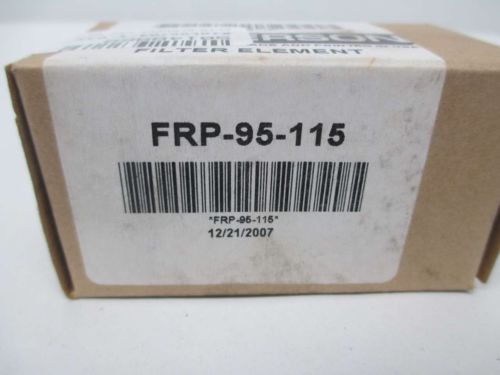 FILTER ELEMENT
FRP-95-115
*FRP-95-115*
12/21/2007